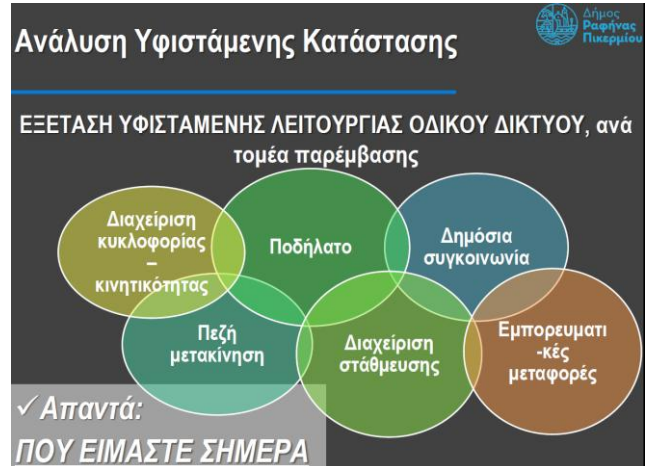 Ανάλυση Υφιστάμενης Κατάστασης
Δήμος
Ραφήνας
Πικερμίου
ΕΞΕΤΑΣΗ ΥΦΙΣΤΑΜΕΝΗΣ ΛΕΙΤΟΥΡΓΙΑΣ ΟΔΙΚΟΥ ΔΙΚΤΥΟΥ, ανά
τομέα παρέμβασης
Διαχείριση
κυκλοφορίας
–
κινητικότητας
Ποδήλατο
Δημόσια
συγκοινωνία
Πεζή
μετακίνηση
Διαχείριση
στάθμευσης
Εμπορευματι
-κές
μεταφορές
✓Απαντά:
ΠΟΥ ΕΙΜΑΣΤΕ ΣΗΜΕΡΑ